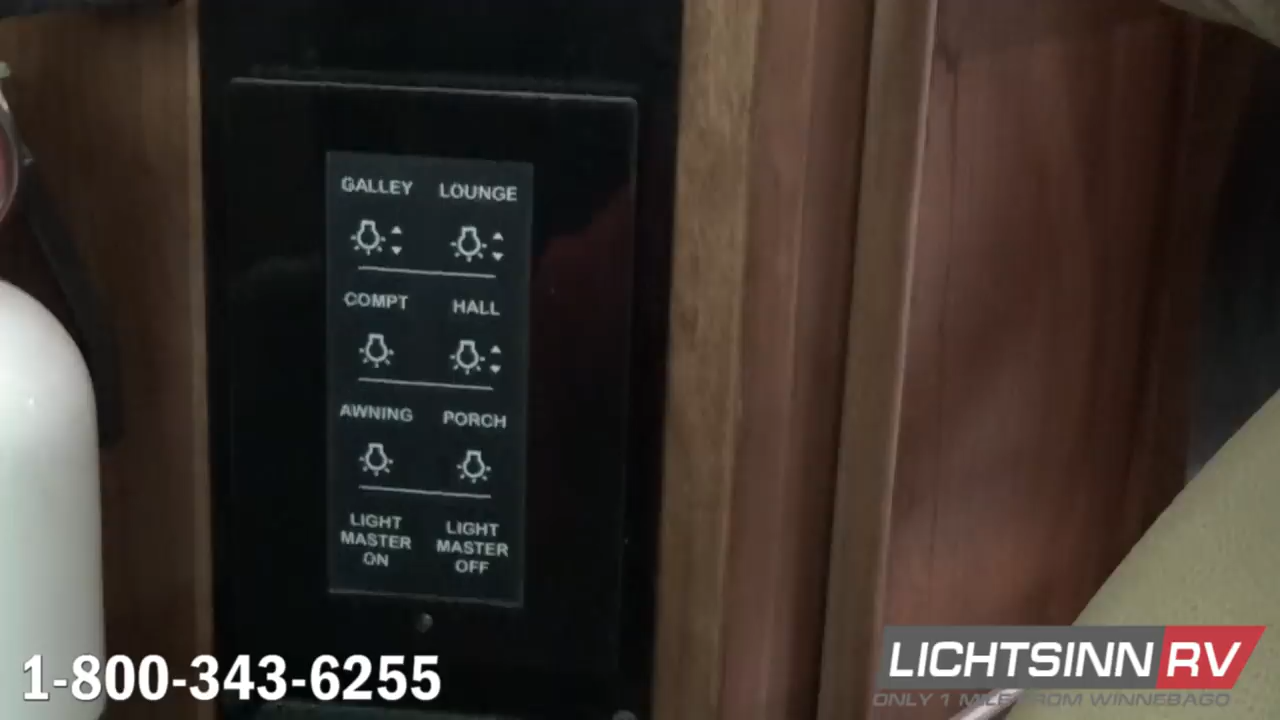 GALLEY LOUNGE
COMPT HALL
AWNING PORCH
LIGHT MASTER ON
LIGHT MASTER OFF
1-800-343-6255
LICHTSINN RV
ONLY 1 MILE FROM WINNEBAGO